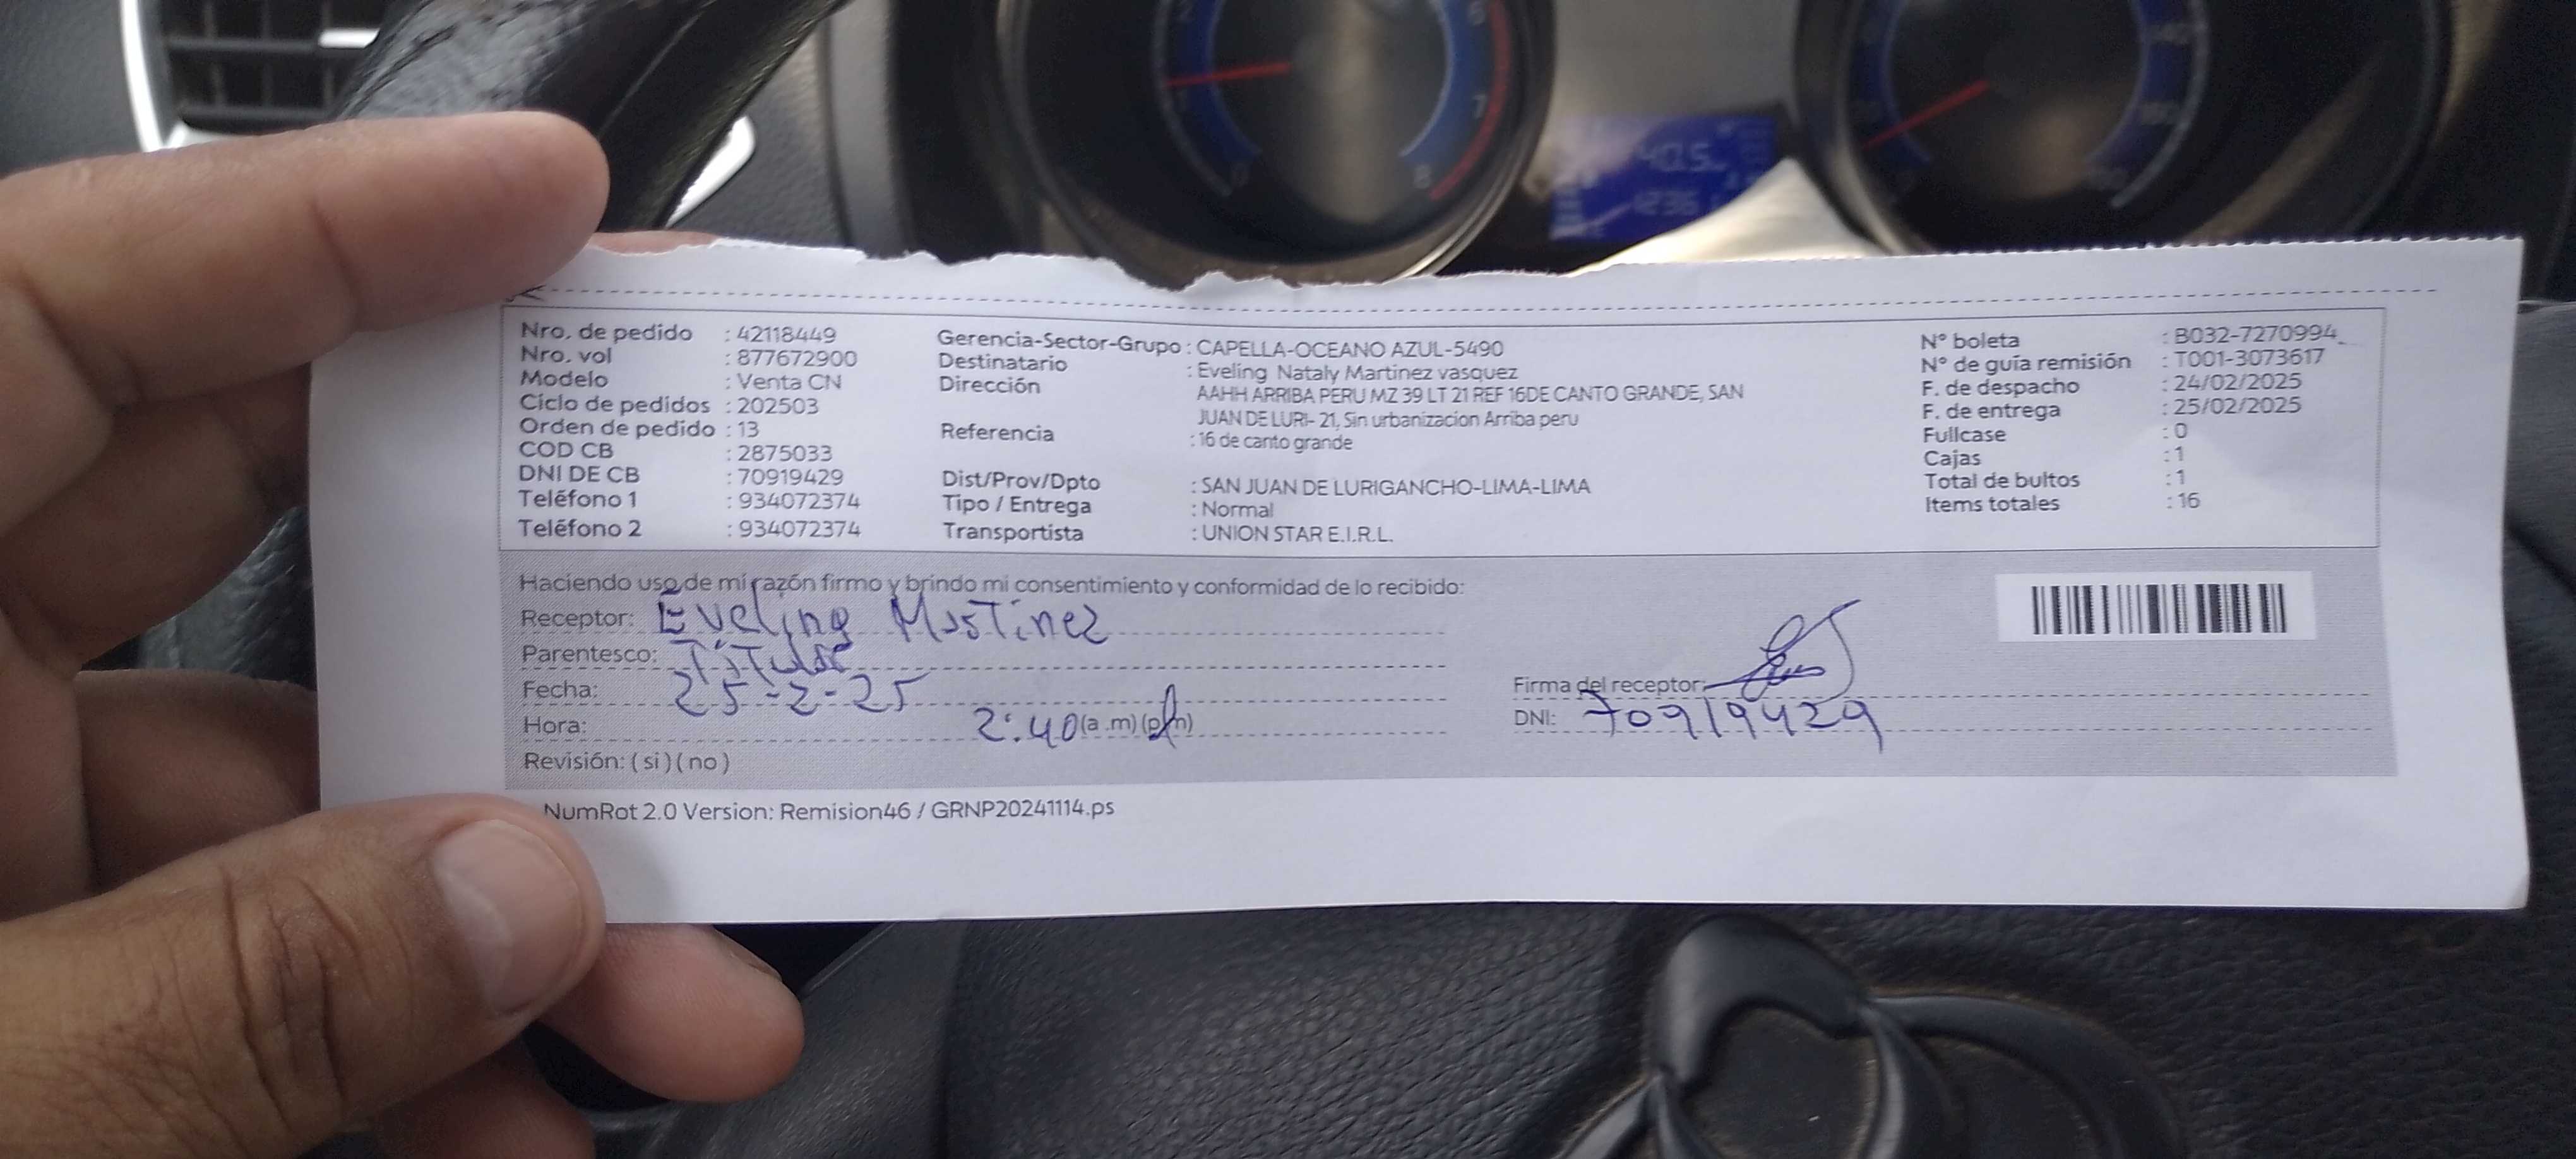 Nro. de pedido : 42118449
Nro. vol : 877672900
Modelo : Venta CN
Ciclo de pedidos : 202503
Orden de pedido : 13
COD CB : 2875033
DNI DE CB : 70919429
Teléfono 1 : 934072374
Teléfono 2 : 934072374
Gerencia-Sector-Grupo : CAPELLA-OCEANO AZUL-5490
Destinatario : Eveling Nataly Martinez vasquez
Dirección AAHH ARRIBA PERU MZ 39 LT 21 REF 16DE CANTO GRANDE, SAN
JUAN DE LURI- 21, Sin urbanizacion Arriba peru
Referencia : 16 de canto grande
Dist/Prov/Dpto : SAN JUAN DE LURIGANCHO-LIMA-LIMA
Tipo / Entrega : Normal
Transportista : UNION STAR E.I.R.L.
N° boleta : B032-7270994
N° de guía remisión : T001-3073617
F. de despacho : 24/02/2025
F. de entrega : 25/02/2025
Fullcase : 0
Cajas : 1
Total de bultos : 1
Items totales : 16
Haciendo uso de mi razón firmo y brindo mi consentimiento y conformidad de lo recibido:
Receptor: Eveling Martinez
Parentesco: Titular
Fecha: 25-2-25
Hora: 2:40 (a.m) (p.m)
Revisión: ( si ) ( no )
Firma del receptor:
DNI: 70919429
NumRot 2.0 Version: Remision46 / GRNP20241114.ps